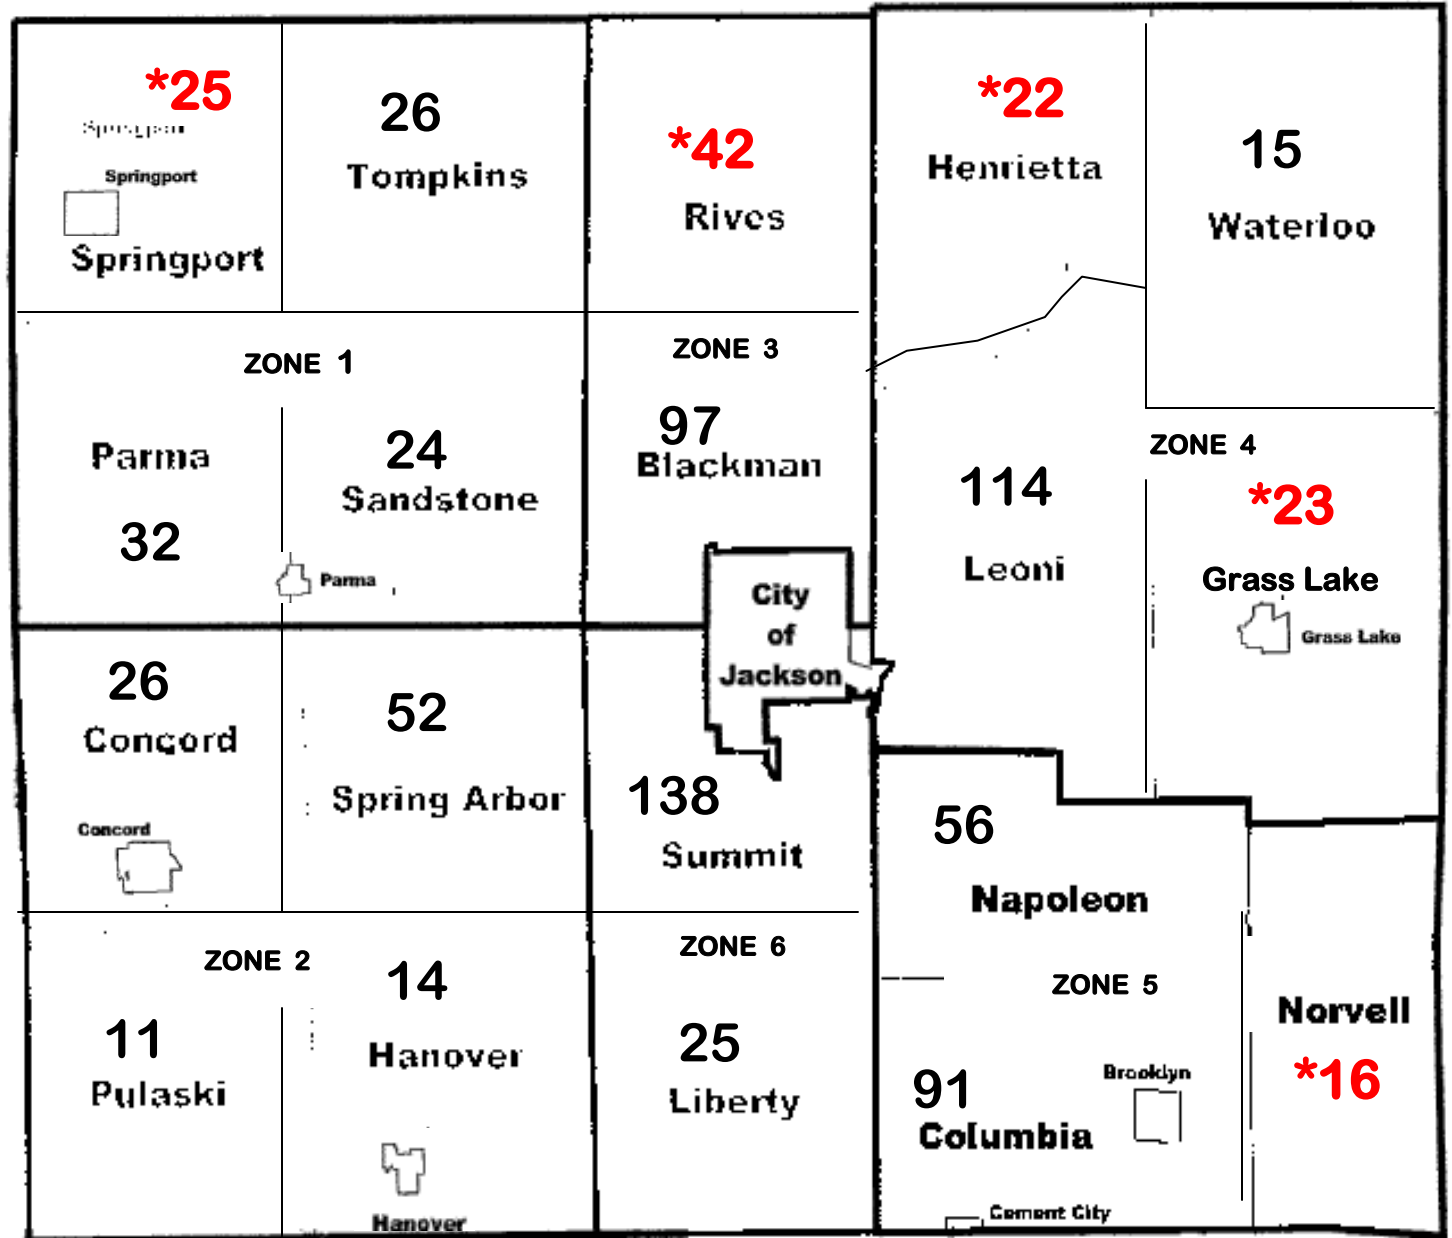 *25
Springport
Springport
Springport
26
Tompkins
*42
Rives
*22
Henrietta
15
Waterloo
ZONE 1
Parma
32
24
Sandstone
Parma
ZONE 3
97
Blackman
114
Leoni
ZONE 4
*23
Grass Lake
Grass Lake
City
of
Jackson
26
Concord
Concord
52
Spring Arbor
138
Summit
56
Napoleon
ZONE 2
11
Pulaski
14
Hanover
Hanover
ZONE 6
25
Liberty
ZONE 5
91
Columbia
Brooklyn
Cement City
Norvell
*16